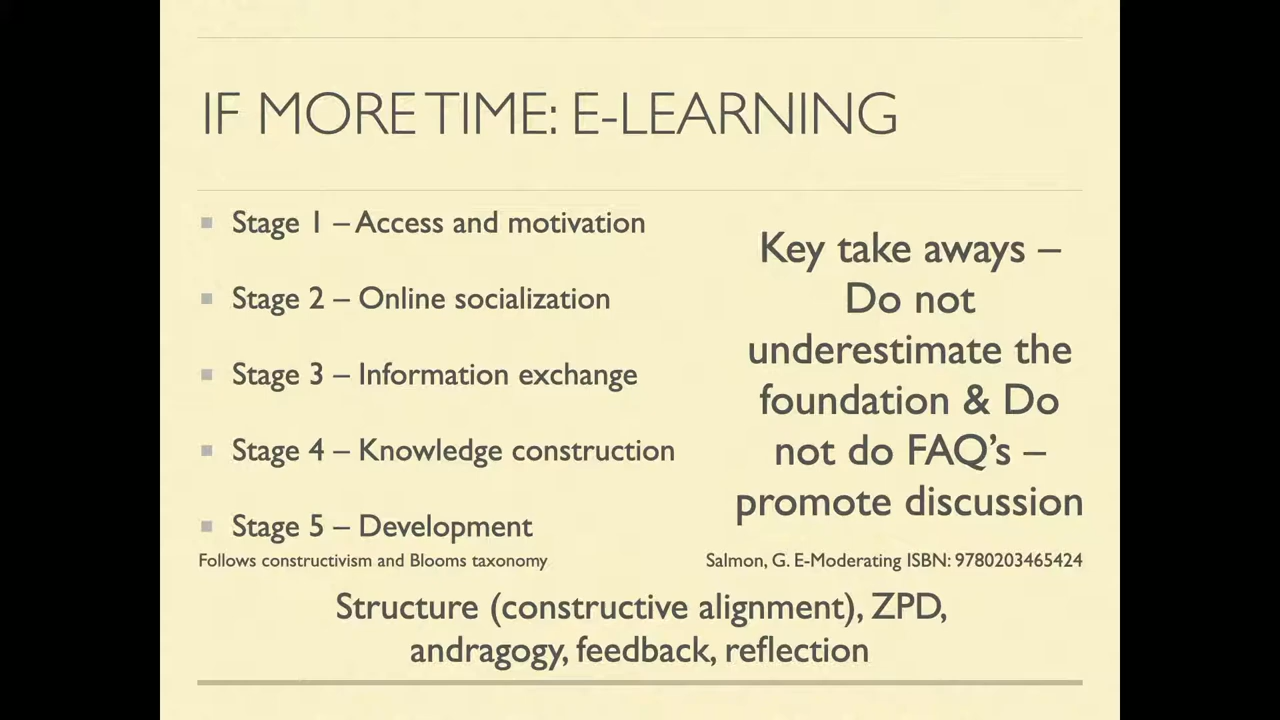 IF MORE TIME: E-LEARNING
Stage 1 – Access and motivation
Stage 2 – Online socialization
Stage 3 – Information exchange
Stage 4 – Knowledge construction
Stage 5 – Development
Key take aways –
Do not
underestimate the
foundation & Do
not do FAQ’s –
promote discussion
Follows constructivism and Blooms taxonomy
Salmon, G. E-Moderating ISBN: 9780203465424
Structure (constructive alignment), ZPD,
andragogy, feedback, reflection